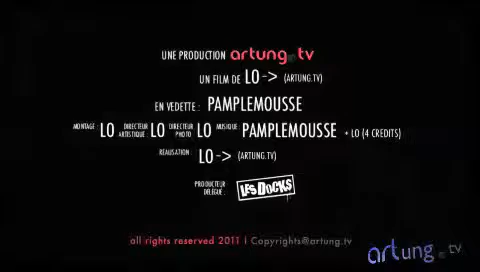 UNE PRODUCTION artung.tv
UN FILM DE LO -> (ARTUNG.TV)
EN VEDETTE : PAMPLEMOUSSE
MONTAGE : LO DIRECTEUR ARTISTIQUE : LO DIRECTEUR PHOTO LO MUSIQUE : PAMPLEMOUSSE + LO (4 CREDITS)
RÉALISATION : LO -> (ARTUNG.TV)
PRODUCTEUR DÉLÉGUÉ : LES DOCKS
all rights reserved 2011 | Copyrights@artung.tv
artung tv